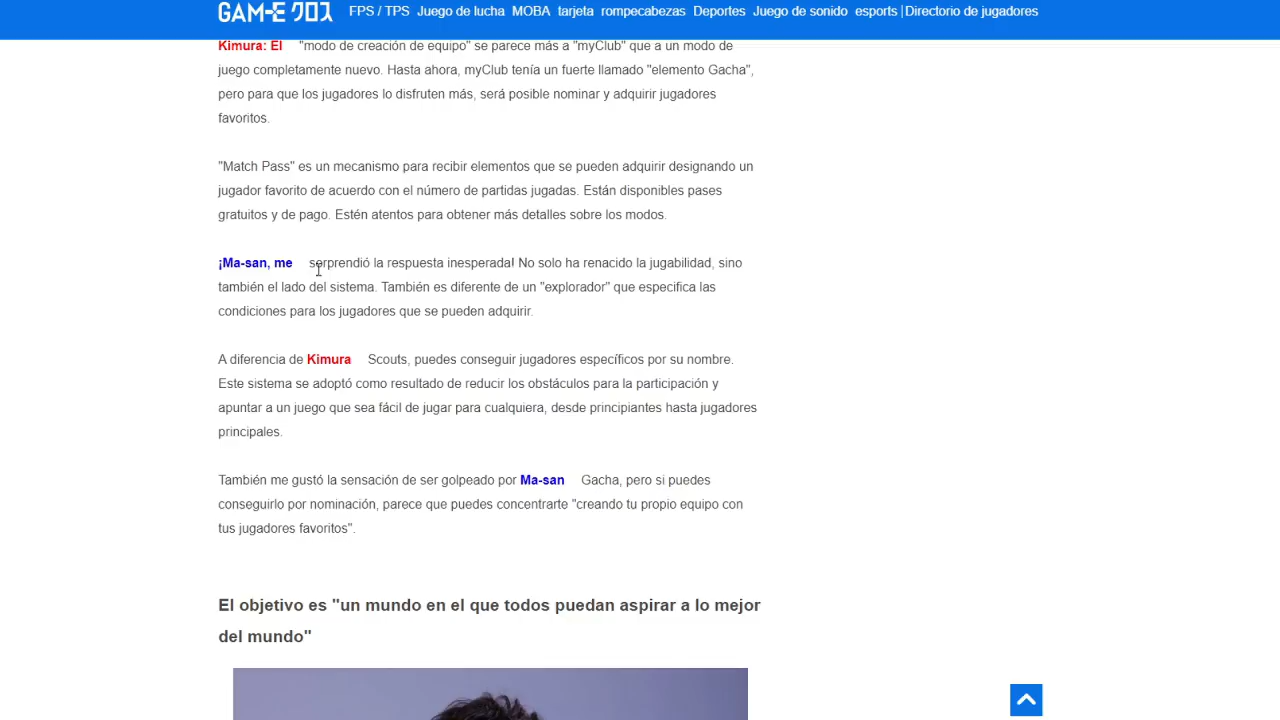 GAM-E クロス FPS / TPS Juego de lucha MOBA tarjeta rompecabezas Deportes Juego de sonido esports | Directorio de jugadores
Kimura: El "modo de creación de equipo" se parece más a "myClub" que a un modo de
juego completamente nuevo. Hasta ahora, myClub tenía un fuerte llamado "elemento Gacha",
pero para que los jugadores lo disfruten más, será posible nominar y adquirir jugadores
favoritos.
"Match Pass" es un mecanismo para recibir elementos que se pueden adquirir designando un
jugador favorito de acuerdo con el número de partidas jugadas. Están disponibles pases
gratuitos y de pago. Estén atentos para obtener más detalles sobre los modos.
¡Ma-san, me sorprendió la respuesta inesperada! No solo ha renacido la jugabilidad, sino
también el lado del sistema. También es diferente de un "explorador" que especifica las
condiciones para los jugadores que se pueden adquirir.
A diferencia de Kimura Scouts, puedes conseguir jugadores específicos por su nombre.
Este sistema se adoptó como resultado de reducir los obstáculos para la participación y
apuntar a un juego que sea fácil de jugar para cualquiera, desde principiantes hasta jugadores
principales.
También me gustó la sensación de ser golpeado por Ma-san Gacha, pero si puedes
conseguirlo por nominación, parece que puedes concentrarte "creando tu propio equipo con
tus jugadores favoritos".
El objetivo es "un mundo en el que todos puedan aspirar a lo mejor
del mundo"